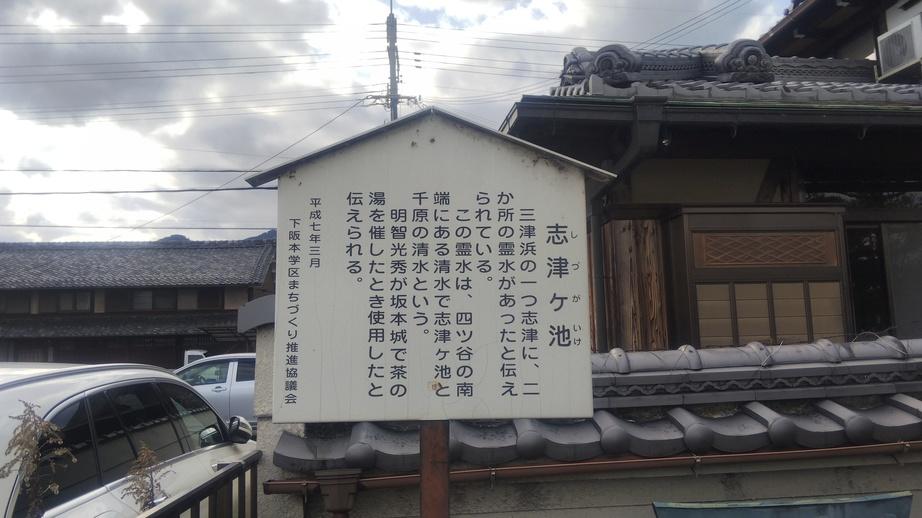 志津ヶ池
しづがいけ
三津浜の一つ志津に、二
か所の霊水があったと伝え
られている。
この霊水は、四ツ谷の南
端にある清水で志津ヶ池と
千原の清水という。
明智光秀が坂本城で茶の
湯を催したとき使用したと
伝えられる。
平成七年三月
下阪本学区まちづくり推進協議会